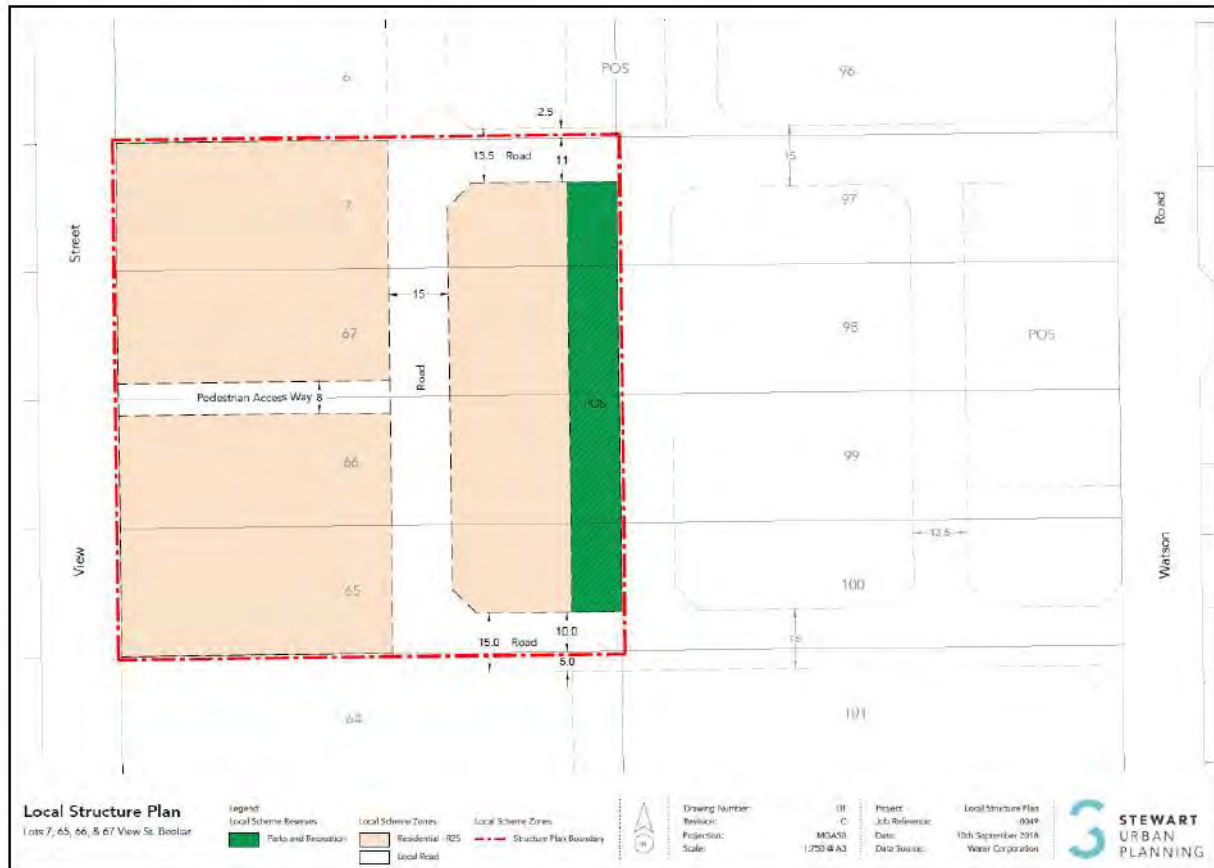 6
POS
96
2.5
13.5 Road
11
15
7
97
Street
Road
15
67
98
POS
Road
Pedestrian Access Way 8
POS
66
99
13.5
View
Watson
65
100
15.0 Road
10.0
5.0
64
101
Local Structure Plan
Lots 7, 65, 66, & 67 View St. Beeliar
Legend
Local Scheme Reserves
Parks and Recreation
Local Scheme Zones
Residential - R25
Local Road
Local Scheme Zones
Structure Plan Boundary
Drawing Number:
Revision: C
Projection: MGA50
Scale: 1:750 @ A3
Project: Local Structure Plan
Job Reference: 0049
Date: 10th September 2018
Data Source: Water Corporation
STEWART
URBAN
PLANNING